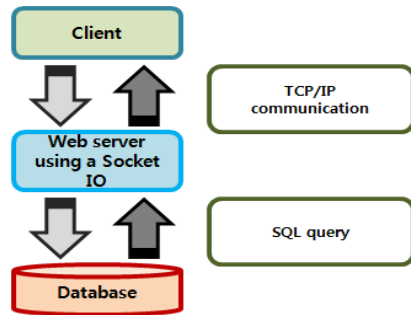 Client
TCP/IP
communication
Web server
using a Socket
IO
SQL query
Database